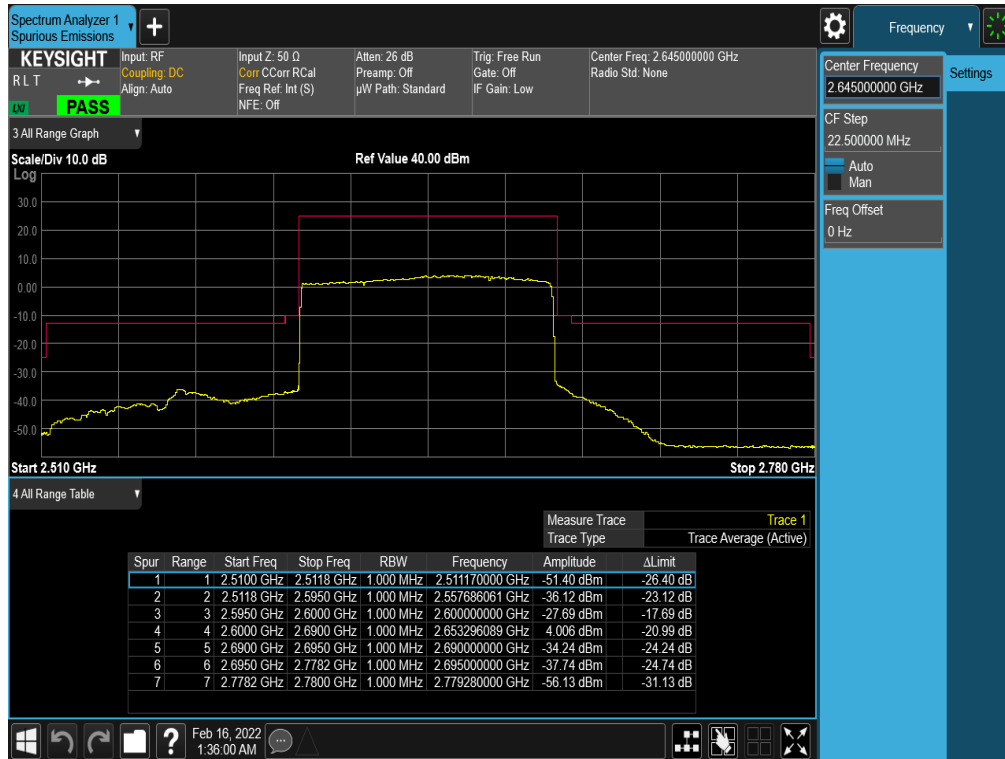 Spectrum Analyzer 1
Spurious Emissions
Frequency
KEYSIGHT
R L T
LXI
PASS
Input: RF
Coupling: DC
Align: Auto
Input Z: 50 Ω
Corr CCorr RCal
Freq Ref: Int (S)
NFE: Off
Atten: 26 dB
Preamp: Off
µW Path: Standard
Trig: Free Run
Gate: Off
IF Gain: Low
Center Freq: 2.645000000 GHz
Radio Std: None
Center Frequency
2.645000000 GHz
Settings
CF Step
22.500000 MHz
Auto
Man
Freq Offset
0 Hz
3 All Range Graph
Scale/Div 10.0 dB
Ref Value 40.00 dBm
Log
30.0
20.0
10.0
0.00
-10.0
-20.0
-30.0
-40.0
-50.0
Start 2.510 GHz
Stop 2.780 GHz
4 All Range Table
Measure Trace Trace 1
Trace Type Trace Average (Active)
Spur Range Start Freq Stop Freq RBW Frequency Amplitude ΔLimit
1 1 2.5100 GHz 2.5118 GHz 1.000 MHz 2.511170000 GHz -51.40 dBm -26.40 dB
2 2 2.5118 GHz 2.5950 GHz 1.000 MHz 2.557686061 GHz -36.12 dBm -23.12 dB
3 3 2.5950 GHz 2.6000 GHz 1.000 MHz 2.600000000 GHz -27.69 dBm -17.69 dB
4 4 2.6000 GHz 2.6900 GHz 1.000 MHz 2.653296089 GHz 4.006 dBm -20.99 dB
5 5 2.6900 GHz 2.6950 GHz 1.000 MHz 2.690000000 GHz -34.24 dBm -24.24 dB
6 6 2.6950 GHz 2.7782 GHz 1.000 MHz 2.695000000 GHz -37.74 dBm -24.74 dB
7 7 2.7782 GHz 2.7800 GHz 1.000 MHz 2.779280000 GHz -56.13 dBm -31.13 dB
?
Feb 16, 2022
1:36:00 AM